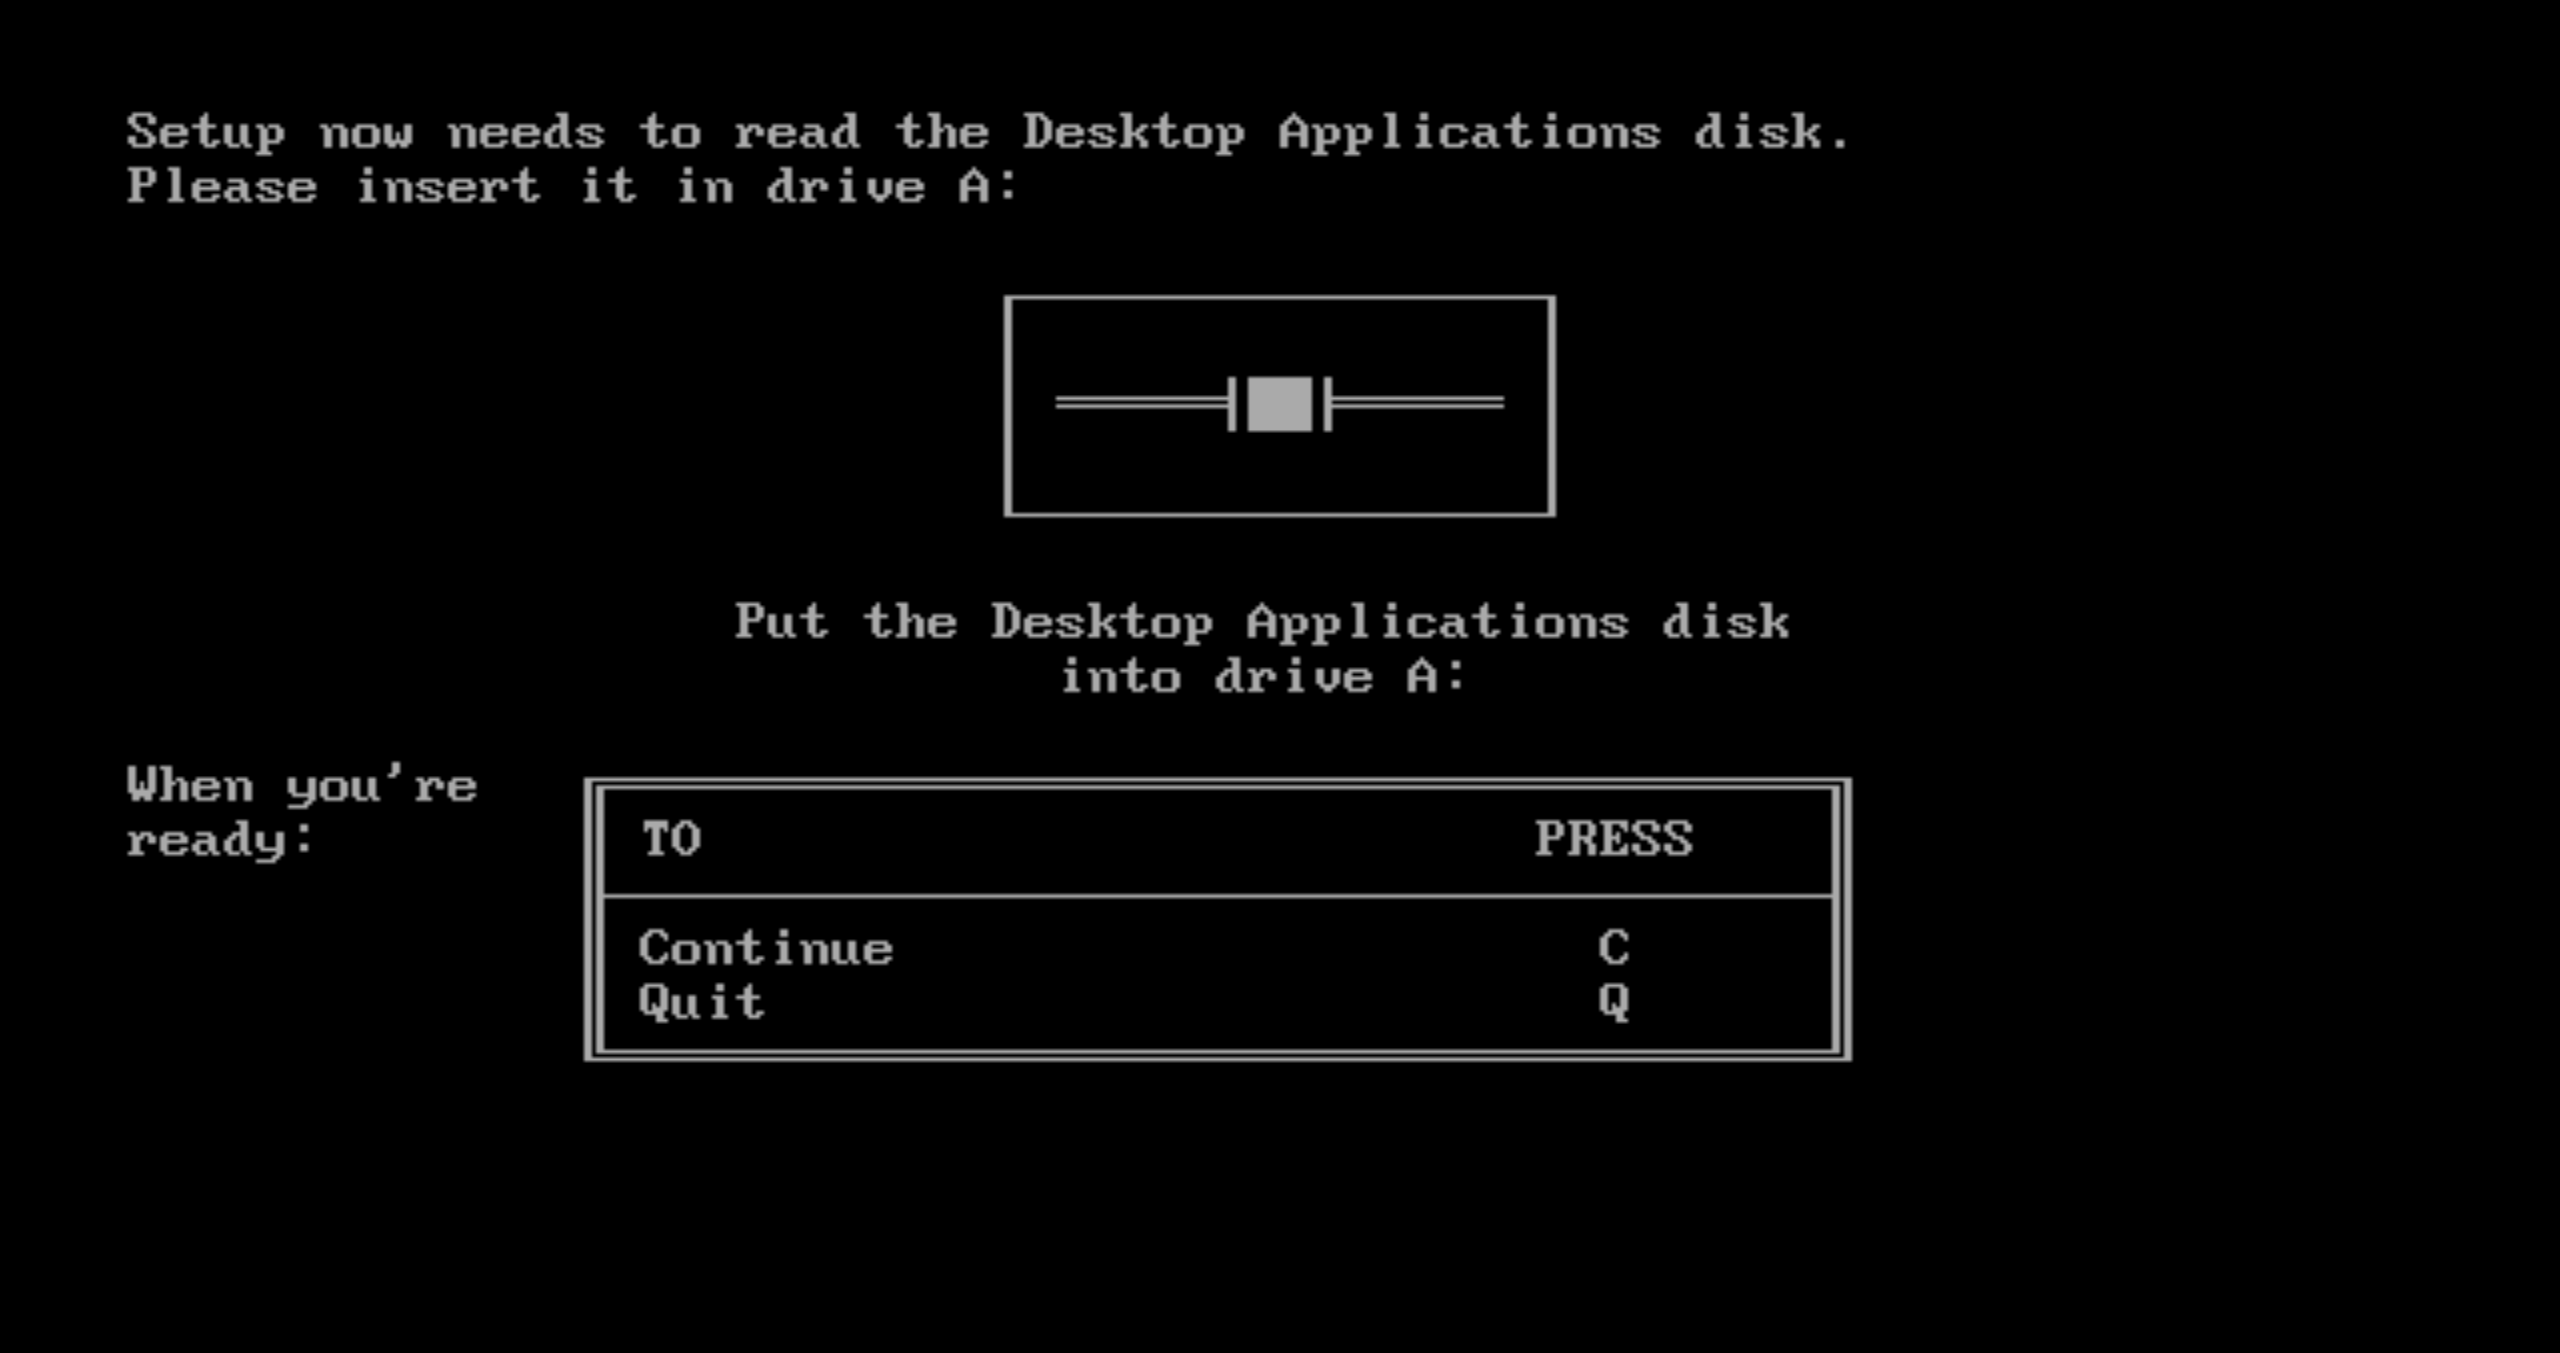 Setup now needs to read the Desktop Applications disk.
Please insert it in drive A:
Put the Desktop Applications disk
into drive A:
When you're
ready:
TO PRESS
Continue C
Quit Q